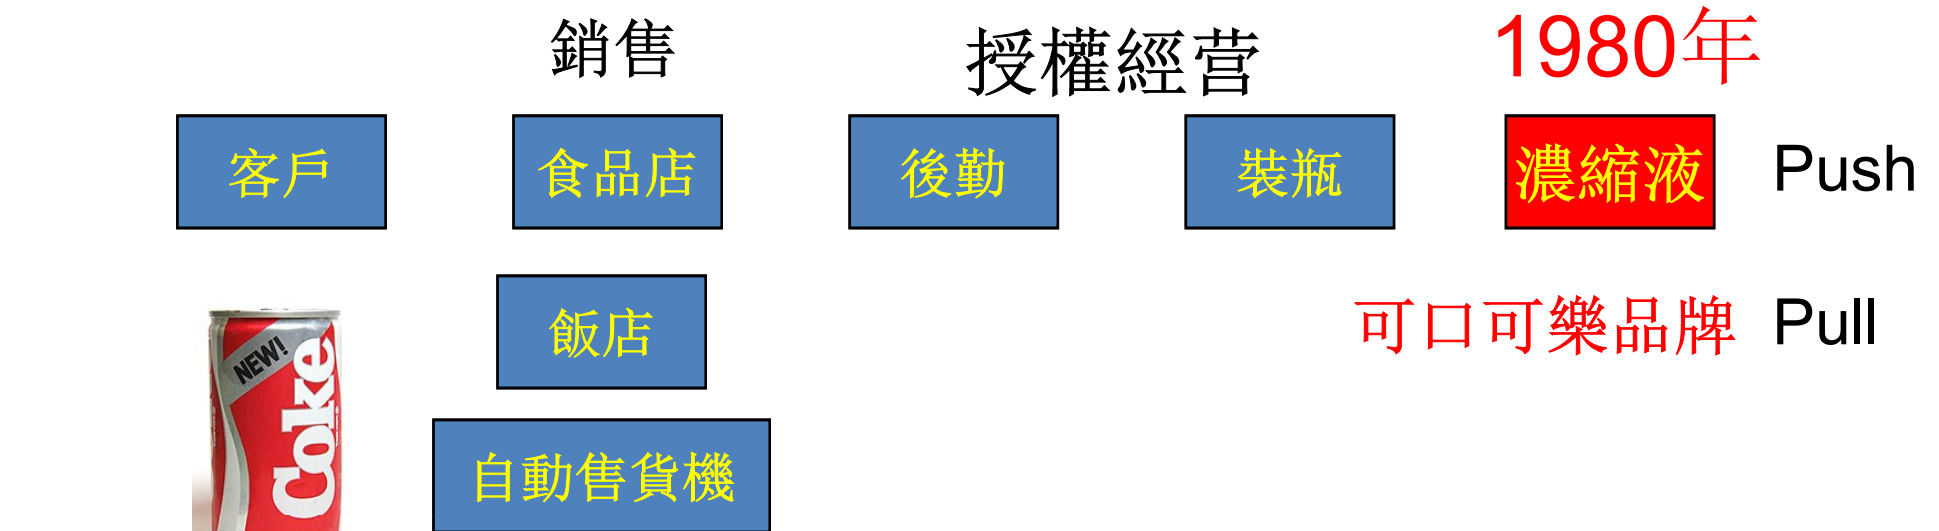 銷售 授權經营 1980年
客戶 食品店 後勤 裝瓶 濃縮液 Push
飯店 可口可樂品牌 Pull
NEW!
Coke
自動售貨機